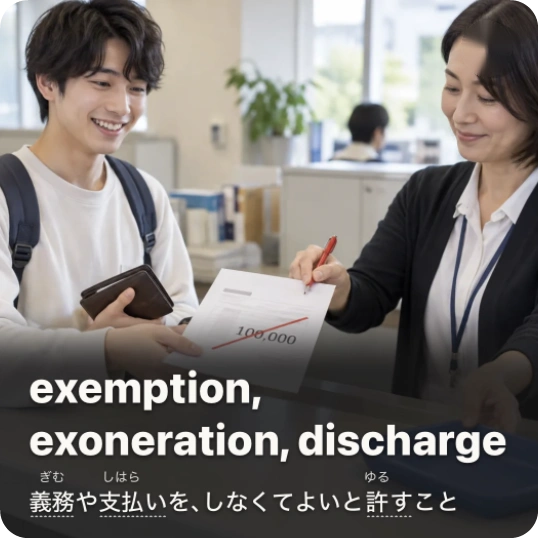 100,000
exemption,
exoneration, discharge
ぎむ しはら ゆる
義務や支払いを、しなくてよいと許すこと